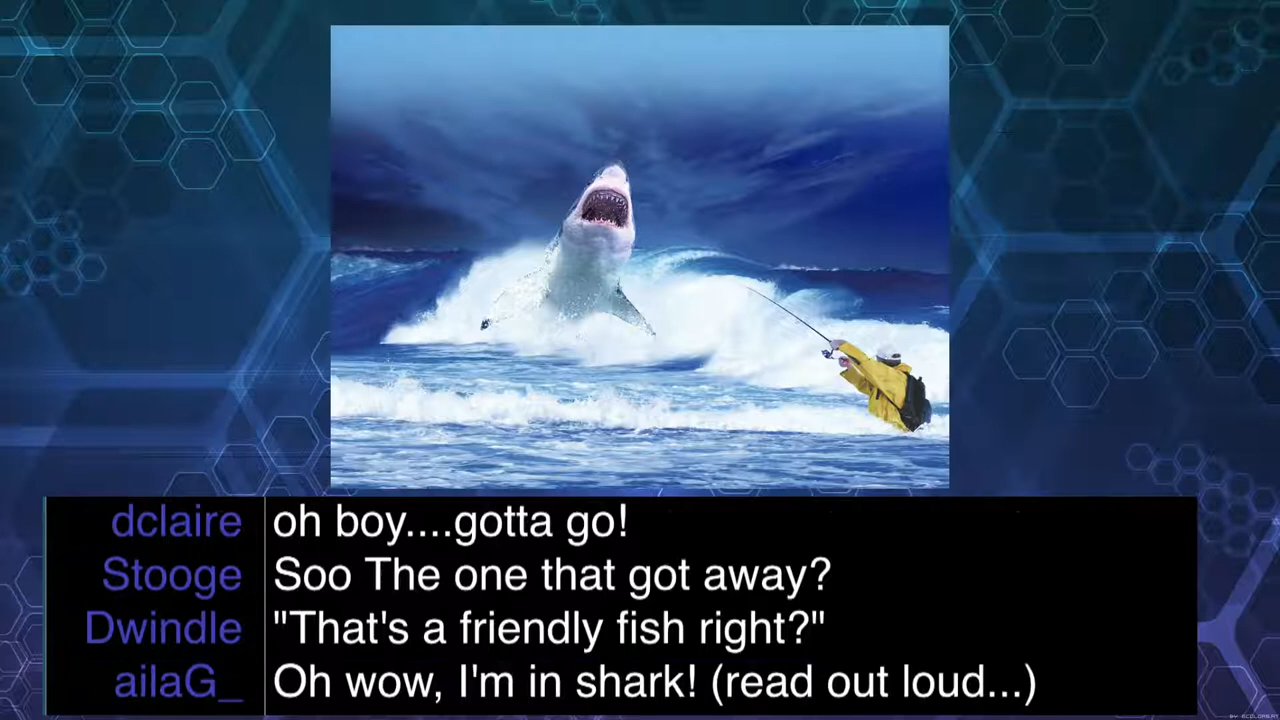 dclaire oh boy....gotta go!
Stooge Soo The one that got away?
Dwindle "That's a friendly fish right?"
ailaG_ Oh wow, I'm in shark! (read out loud...)